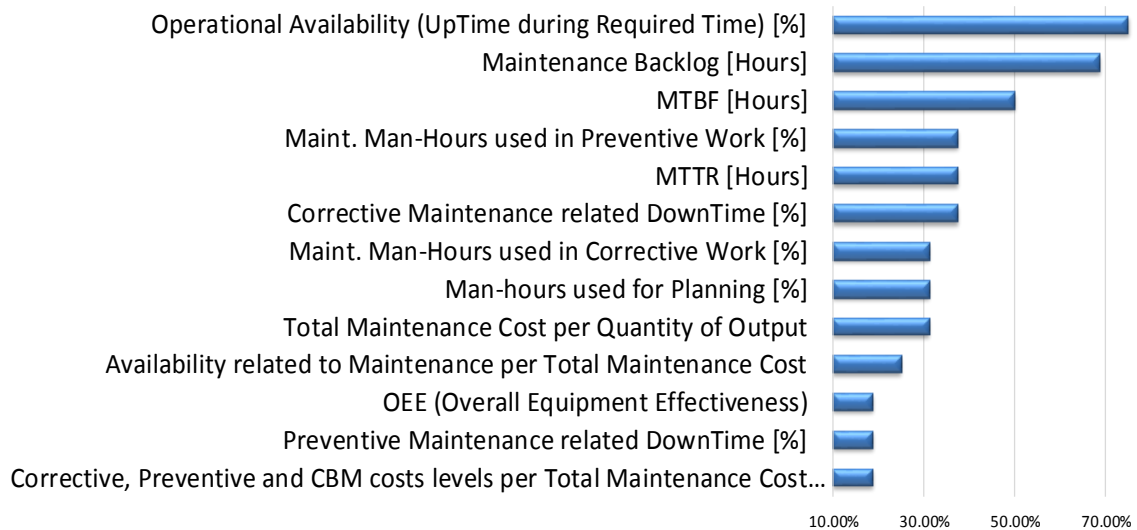 Operational Availability (UpTime during Required Time) [%]
Maintenance Backlog [Hours]
MTBF [Hours]
Maint. Man-Hours used in Preventive Work [%]
MTTR [Hours]
Corrective Maintenance related DownTime [%]
Maint. Man-Hours used in Corrective Work [%]
Man-hours used for Planning [%]
Total Maintenance Cost per Quantity of Output
Availability related to Maintenance per Total Maintenance Cost
OEE (Overall Equipment Effectiveness)
Preventive Maintenance related DownTime [%]
Corrective, Preventive and CBM costs levels per Total Maintenance Cost…
10.00% 30.00% 50.00% 70.00%